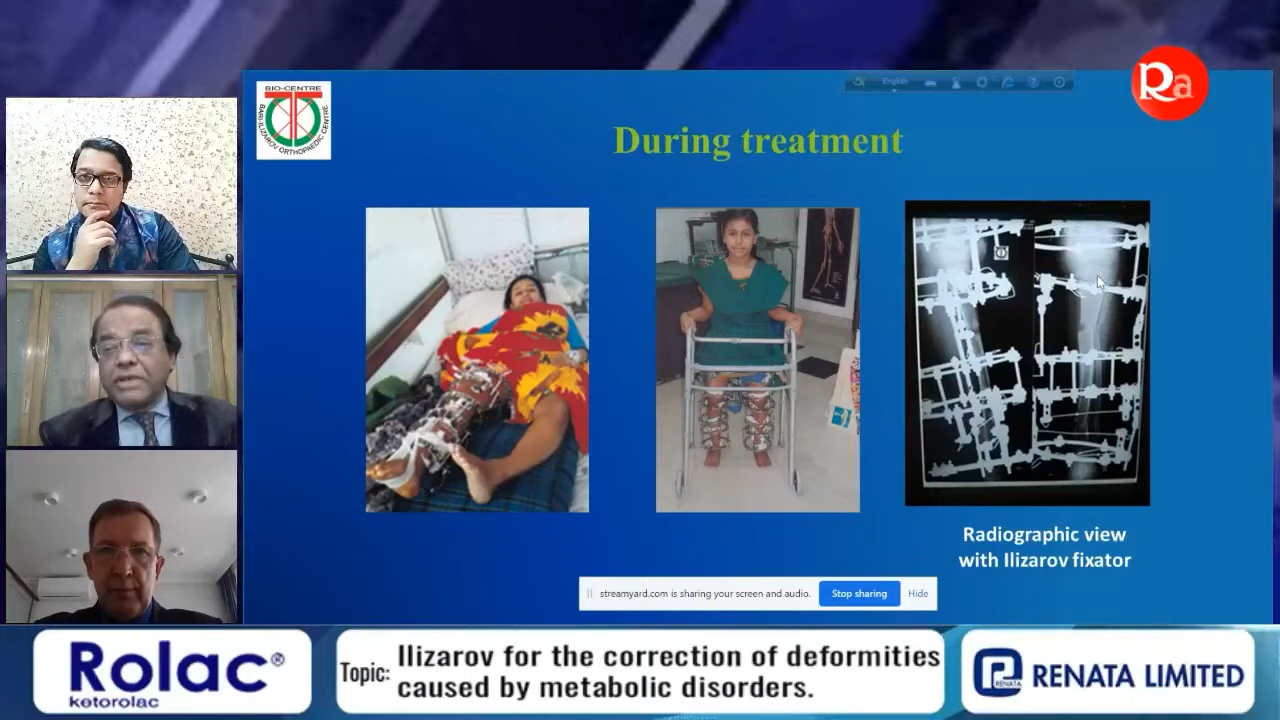 Ra
English
BIO-CENTRE
BARI-ILIZAROV ORTHOPAEDIC CENTRE
During treatment
Radiographic view
with Ilizarov fixator
streamyard.com is sharing your screen and audio.
Stop sharing
Hide
Rolac®
ketorolac
Topic:
Ilizarov for the correction of deformities
caused by metabolic disorders.
RENATA
RENATA LIMITED